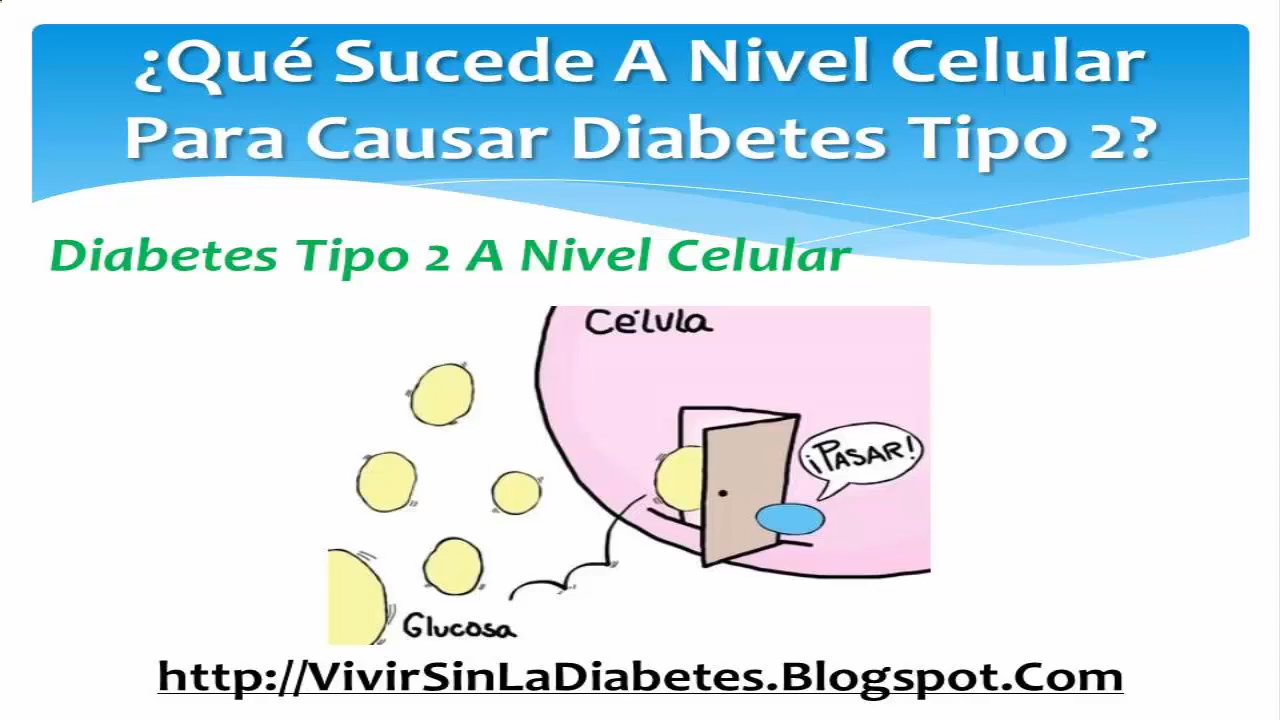 ¿Qué Sucede A Nivel Celular
Para Causar Diabetes Tipo 2?
Diabetes Tipo 2 A Nivel Celular
Célula
¡PASAR!
Glucosa
http://VivirSinLaDiabetes.Blogspot.Com